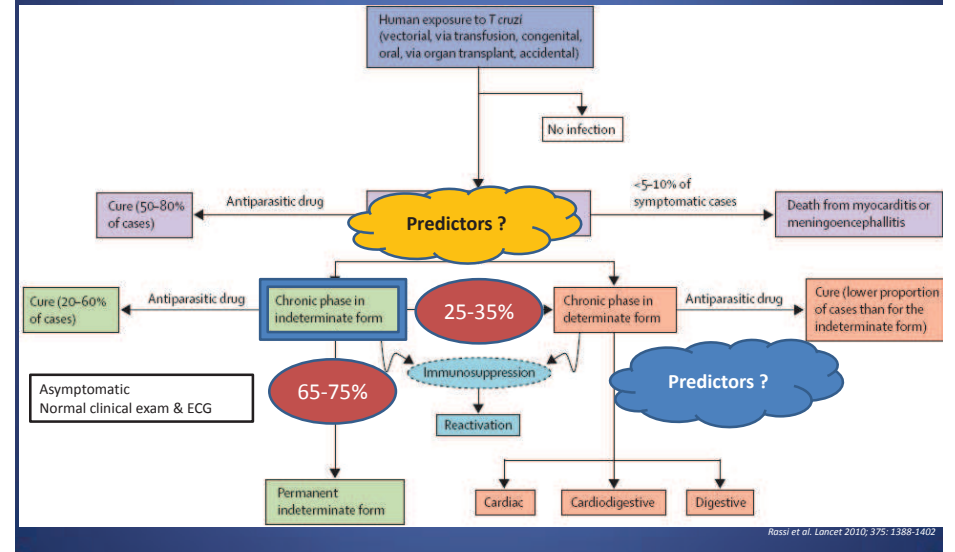 Human exposure to T cruzi
(vectorial, via transfusion, congenital,
oral, via organ transplant, accidental)
No infection
Cure (50–80%
of cases)
Antiparasitic drug
Predictors ?
<5–10% of
symptomatic cases
Death from myocarditis or
meningoencephallitis
Cure (20–60%
of cases)
Antiparasitic drug
Chronic phase in
indeterminate form
25-35%
Chronic phase in
determinate form
Antiparasitic drug
Cure (lower proportion
of cases than for the
indeterminate form)
Asymptomatic
Normal clinical exam & ECG
65-75%
Immunosuppression
Predictors ?
Reactivation
Permanent
indeterminate form
Cardiac
Cardiodigestive
Digestive
Rassi et al. Lancet 2010; 375: 1388-1402